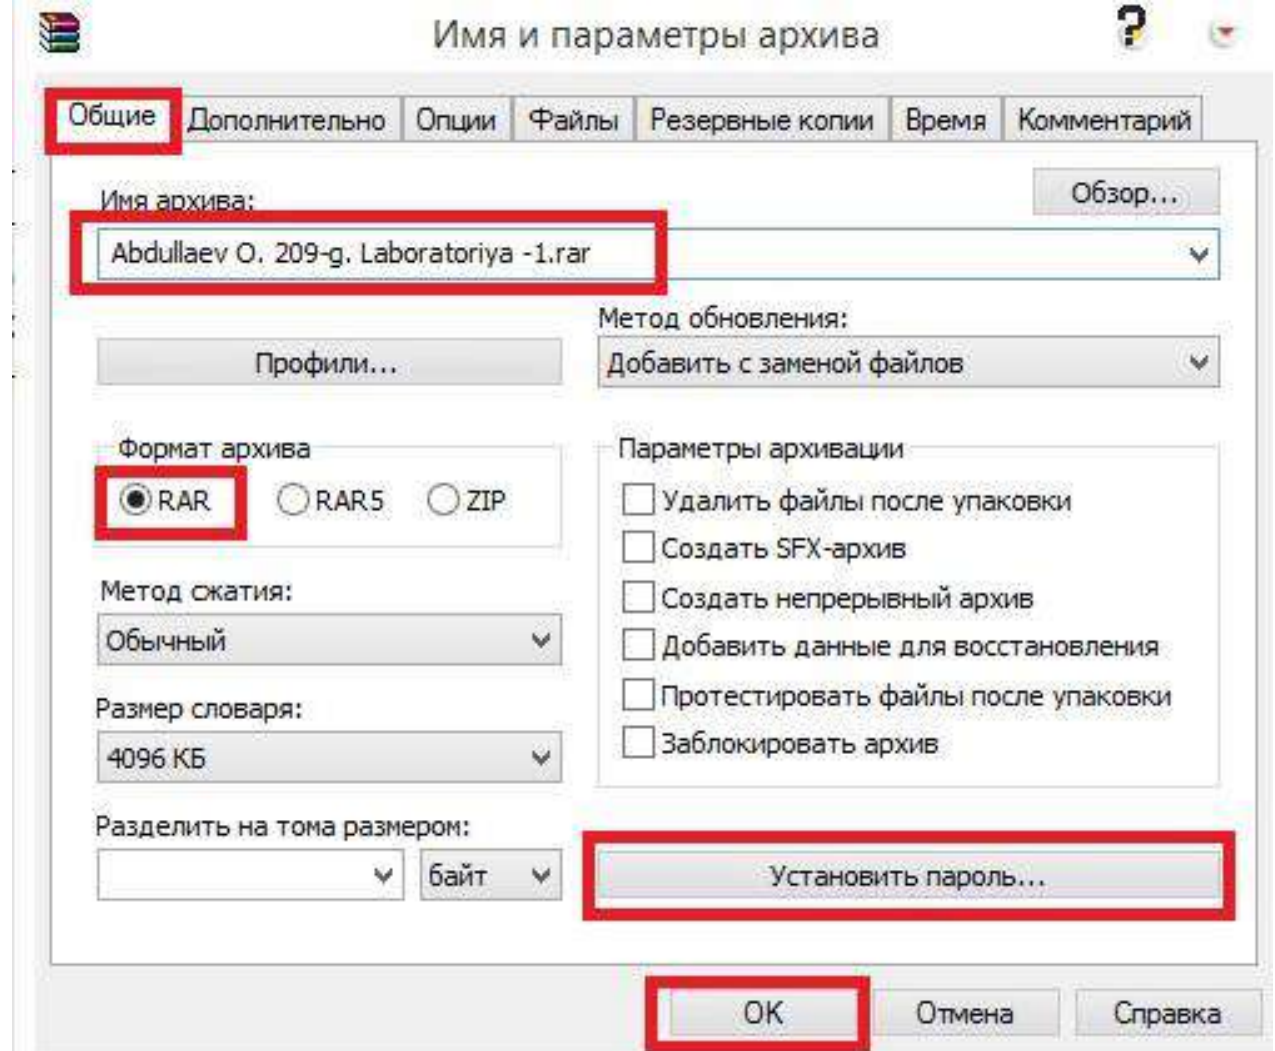 Имя и параметры архива
Общие Дополнительно Опции Файлы Резервные копии Время Комментарий
Имя архива:
Обзор...
Abdullaev O. 209-g. Laboratoriya -1.rar
Метод обновления:
Профили...
Добавить с заменой файлов
Формат архива
RAR RAR5 ZIP
Метод сжатия:
Обычный
Размер словаря:
4096 КБ
Разделить на тома размером:
байт
Параметры архивации
Удалить файлы после упаковки
Создать SFX-архив
Создать непрерывный архив
Добавить данные для восстановления
Протестировать файлы после упаковки
Заблокировать архив
Установить пароль...
ОК Отмена Справка